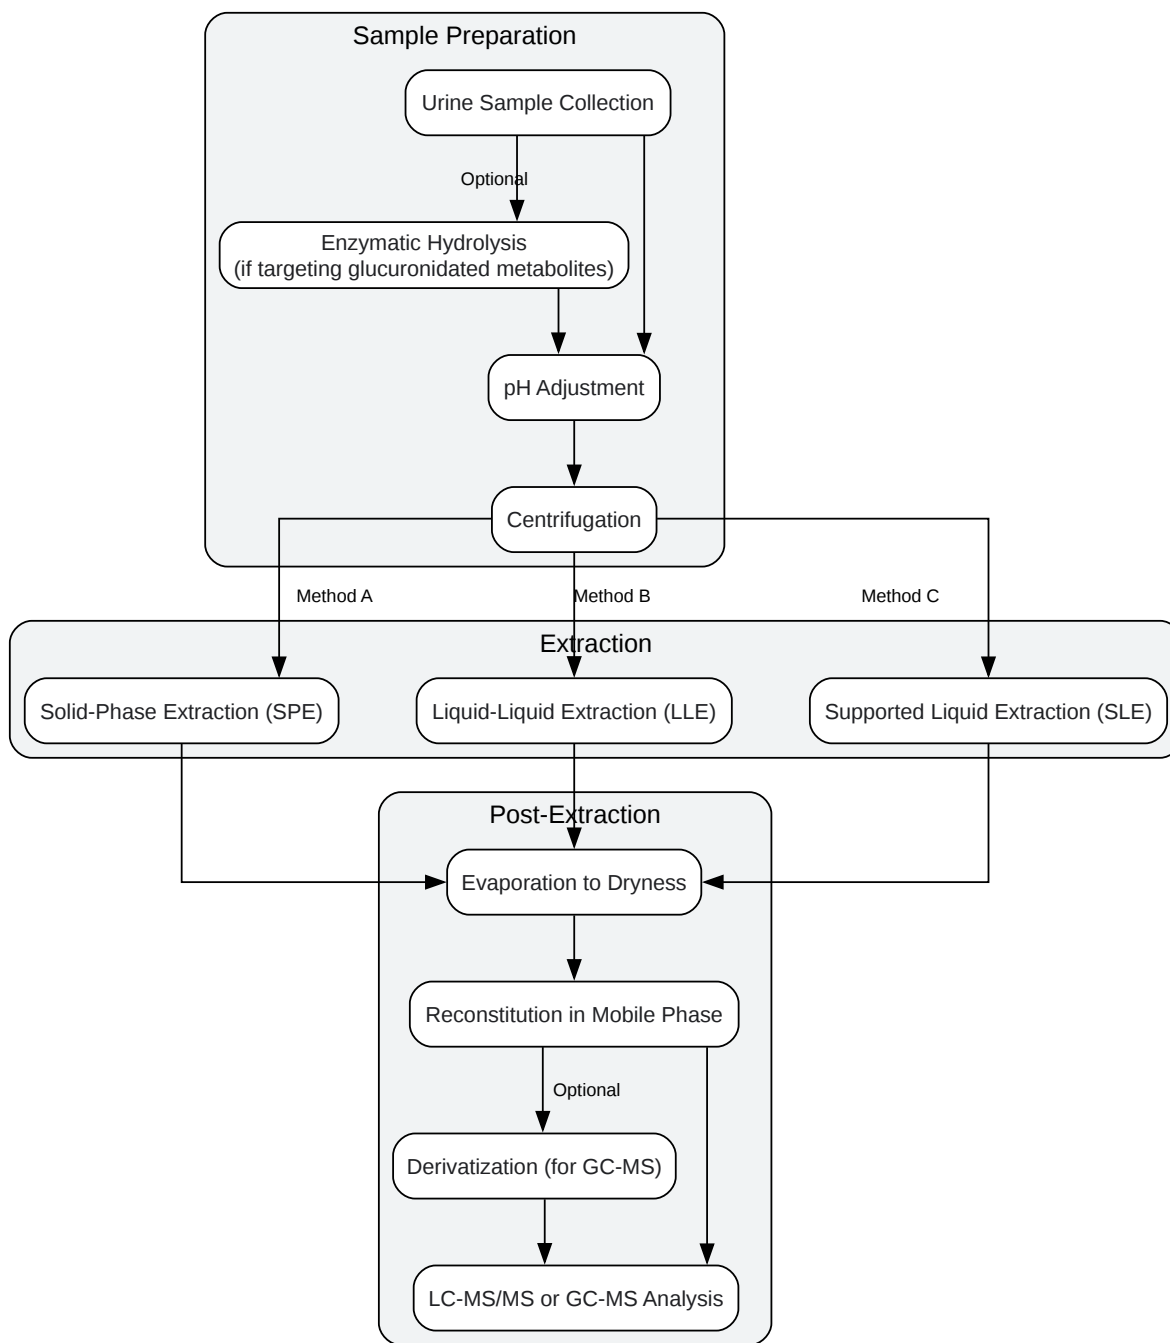 Sample Preparation
Urine Sample Collection
Optional
Enzymatic Hydrolysis
(if targeting glucuronidated metabolites)
pH Adjustment
Centrifugation
Method A
Method B
Method C
Extraction
Solid-Phase Extraction (SPE)
Liquid-Liquid Extraction (LLE)
Supported Liquid Extraction (SLE)
Post-Extraction
Evaporation to Dryness
Reconstitution in Mobile Phase
Optional
Derivatization (for GC-MS)
LC-MS/MS or GC-MS Analysis